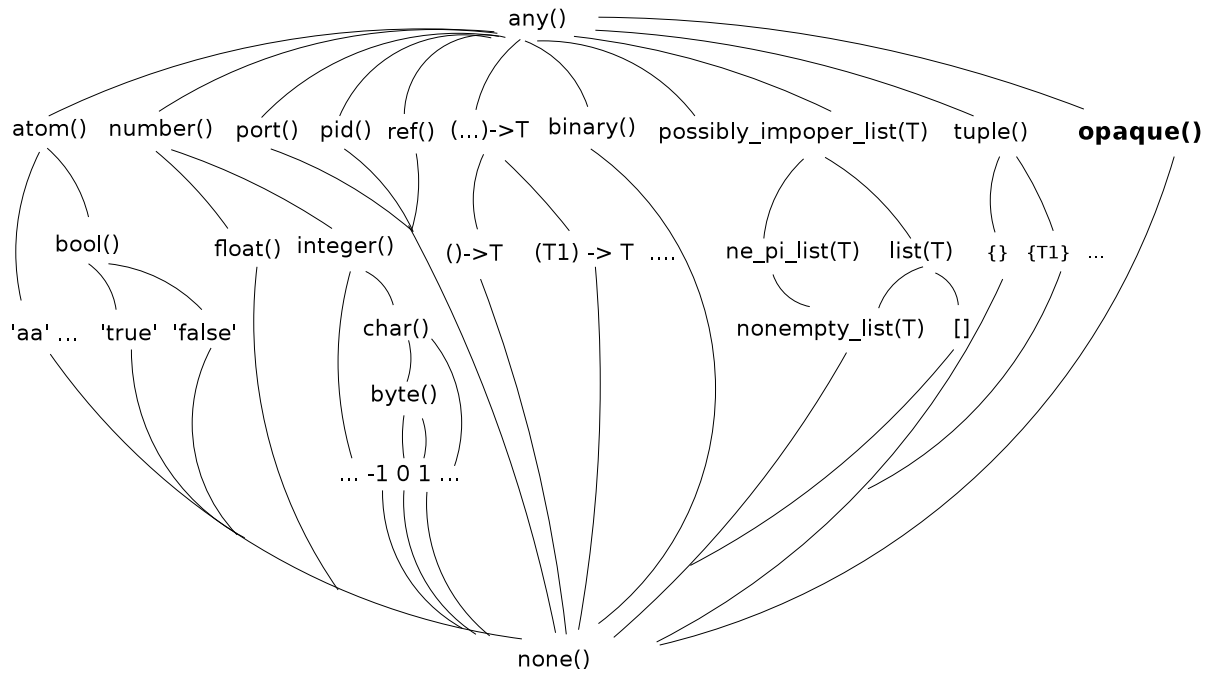 any()
atom() number() port() pid() ref() (...)->T binary() possibly_impoper_list(T) tuple() opaque()
bool() float() integer() ()->T (T1) -> T .... ne_pi_list(T) list(T) {} {T1} ...
'aa' ... 'true' 'false' char() nonempty_list(T) []
byte()
... -1 0 1 ...
none()